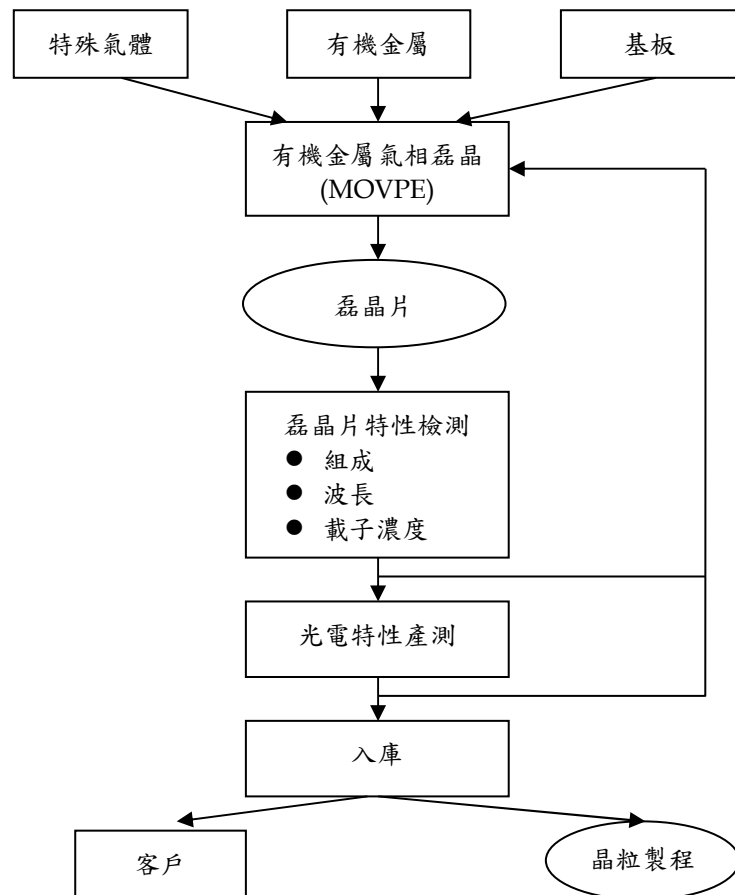 特殊氣體
有機金屬
基板
有機金屬氣相磊晶
(MOVPE)
磊晶片
磊晶片特性檢測
● 組成
● 波長
● 載子濃度
光電特性產測
入庫
客戶
晶粒製程